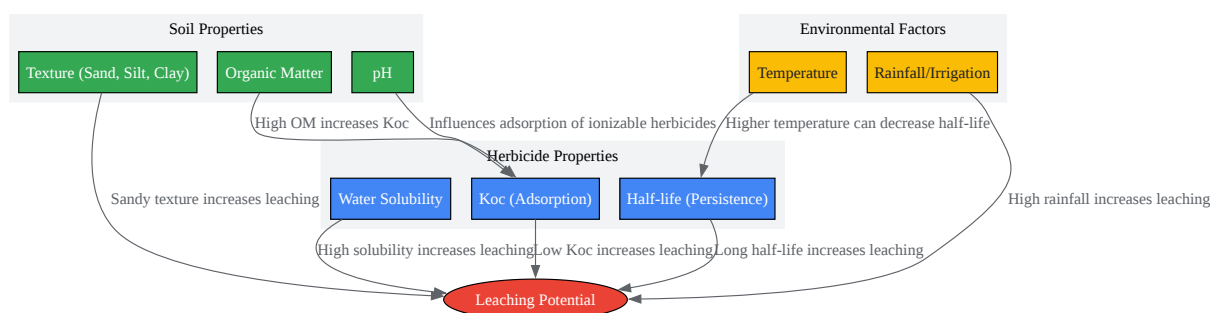 Soil Properties
Environmental Factors
Texture (Sand, Silt, Clay)
Organic Matter
pH
Temperature
Rainfall/Irrigation
High OM increases Koc
Influences adsorption of ionizable herbicides
Higher temperature can decrease half-life
Herbicide Properties
Water Solubility
Koc (Adsorption)
Half-life (Persistence)
Sandy texture increases leaching
High rainfall increases leaching
High solubility increases leaching
Low Koc increases leaching
Long half-life increases leaching
Leaching Potential